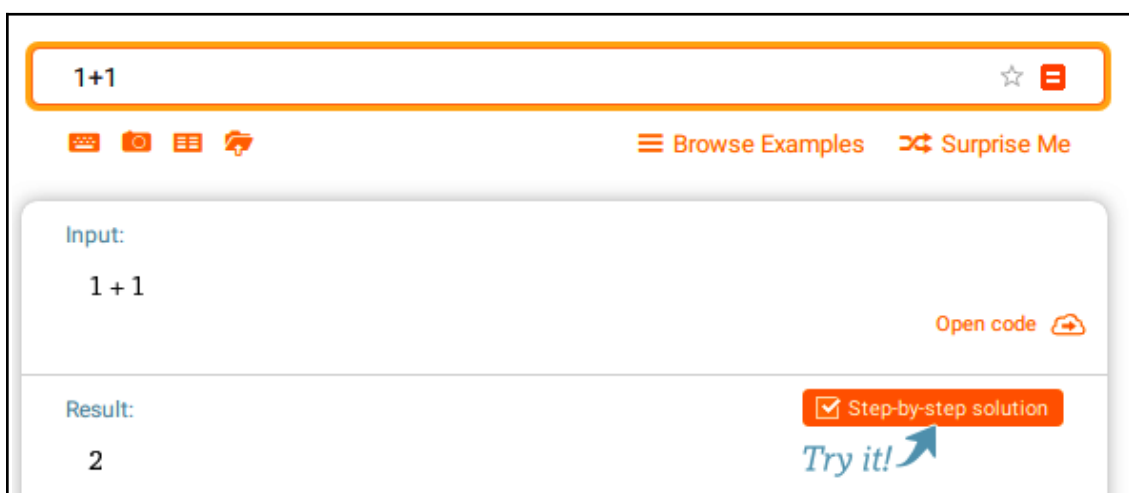 1+1
Browse Examples Surprise Me
Input:
1 + 1
Open code
Result:
Step-by-step solution
2
Try it!